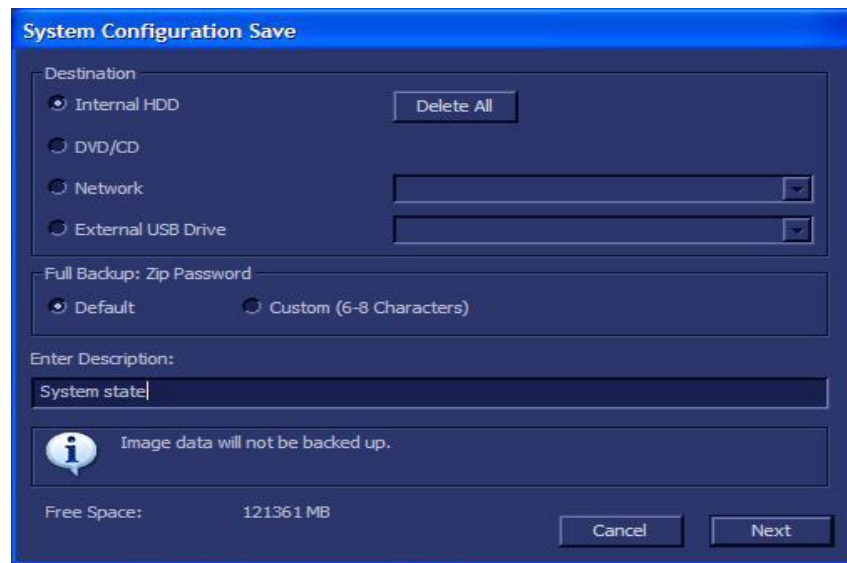 System Configuration Save
Destination
Internal HDD
Delete All
DVD/CD
Network
External USB Drive
Full Backup: Zip Password
Default
Custom (6-8 Characters)
Enter Description:
System state
Image data will not be backed up.
Free Space: 121361 MB
Cancel
Next